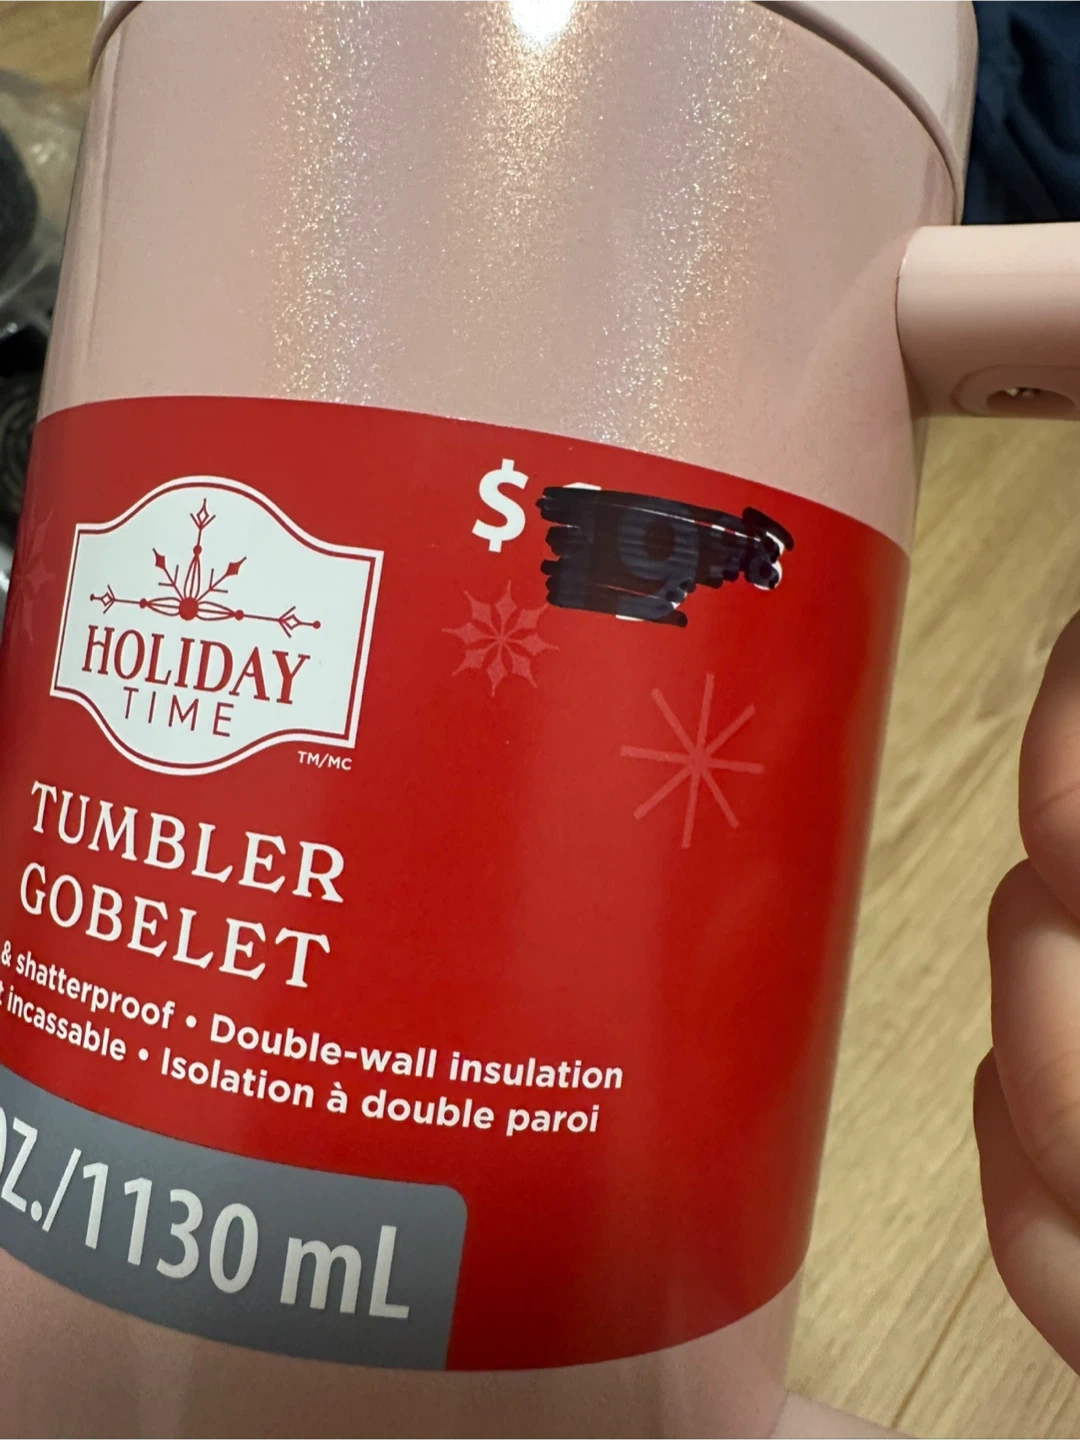 $
HOLIDAY
TIME
TM/MC
TUMBLER
GOBELET
& shatterproof • Double-wall insulation
incassable • Isolation à double paroi
OZ./1130 mL